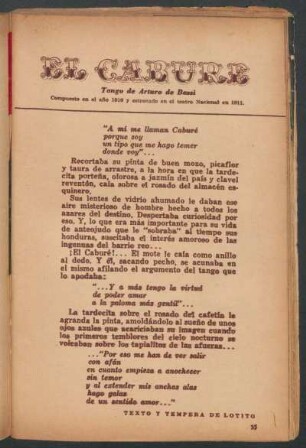 EL CABURE
Tango de Arturo de Bassi
Compuesto en el año 1910 y estrenado en el teatro Nacional en 1911.
"A mí me llaman Caburé
porque soy
un tipo que me hago temer
donde voy"...
Recortaba su pinta de buen mozo, picaflor
y taura de arrastre, a la hora en que la tarde-
cita porteña, olorosa a jazmín del país y clavel
reventón, caía sobre el rosado del almacén es-
quinero.
Sus lentes de vidrio ahumado le daban ese
aire misterioso de hombre hecho a todos los
azares del destino. Despertaba curiosidad por
eso. Y, lo que era más importante para su vida
de anteojudo que le "sobraba" al tiempo sus
honduras, suscitaba el interés amoroso de las
ingenuas del barrio reo...
¡El Caburé!... El mote le caía como anillo
al dedo. Y él, sacando pecho, se acunaba en
el mismo afilando el argumento del tango que
lo apodaba:
"...Y a más tengo la virtud
de poder amar
a la paloma más gentil"...
La tardecita sobre el rosado del cafetín le
agranda la pinta, amoldándolo al sueño de unos
ojos azules que acariciaban su imagen cuando
los primeros temblores del cielo nocturno se
volcaban sobre los tapialitos de las afueras...
..."Por eso me han de ver salir
con afán
en cuanto empieza a anochecer
sin temor
y al extender mis anchas alas
hago galas
de un sentido amor..."
TEXTO Y TEMPERA DE LOTITO
35